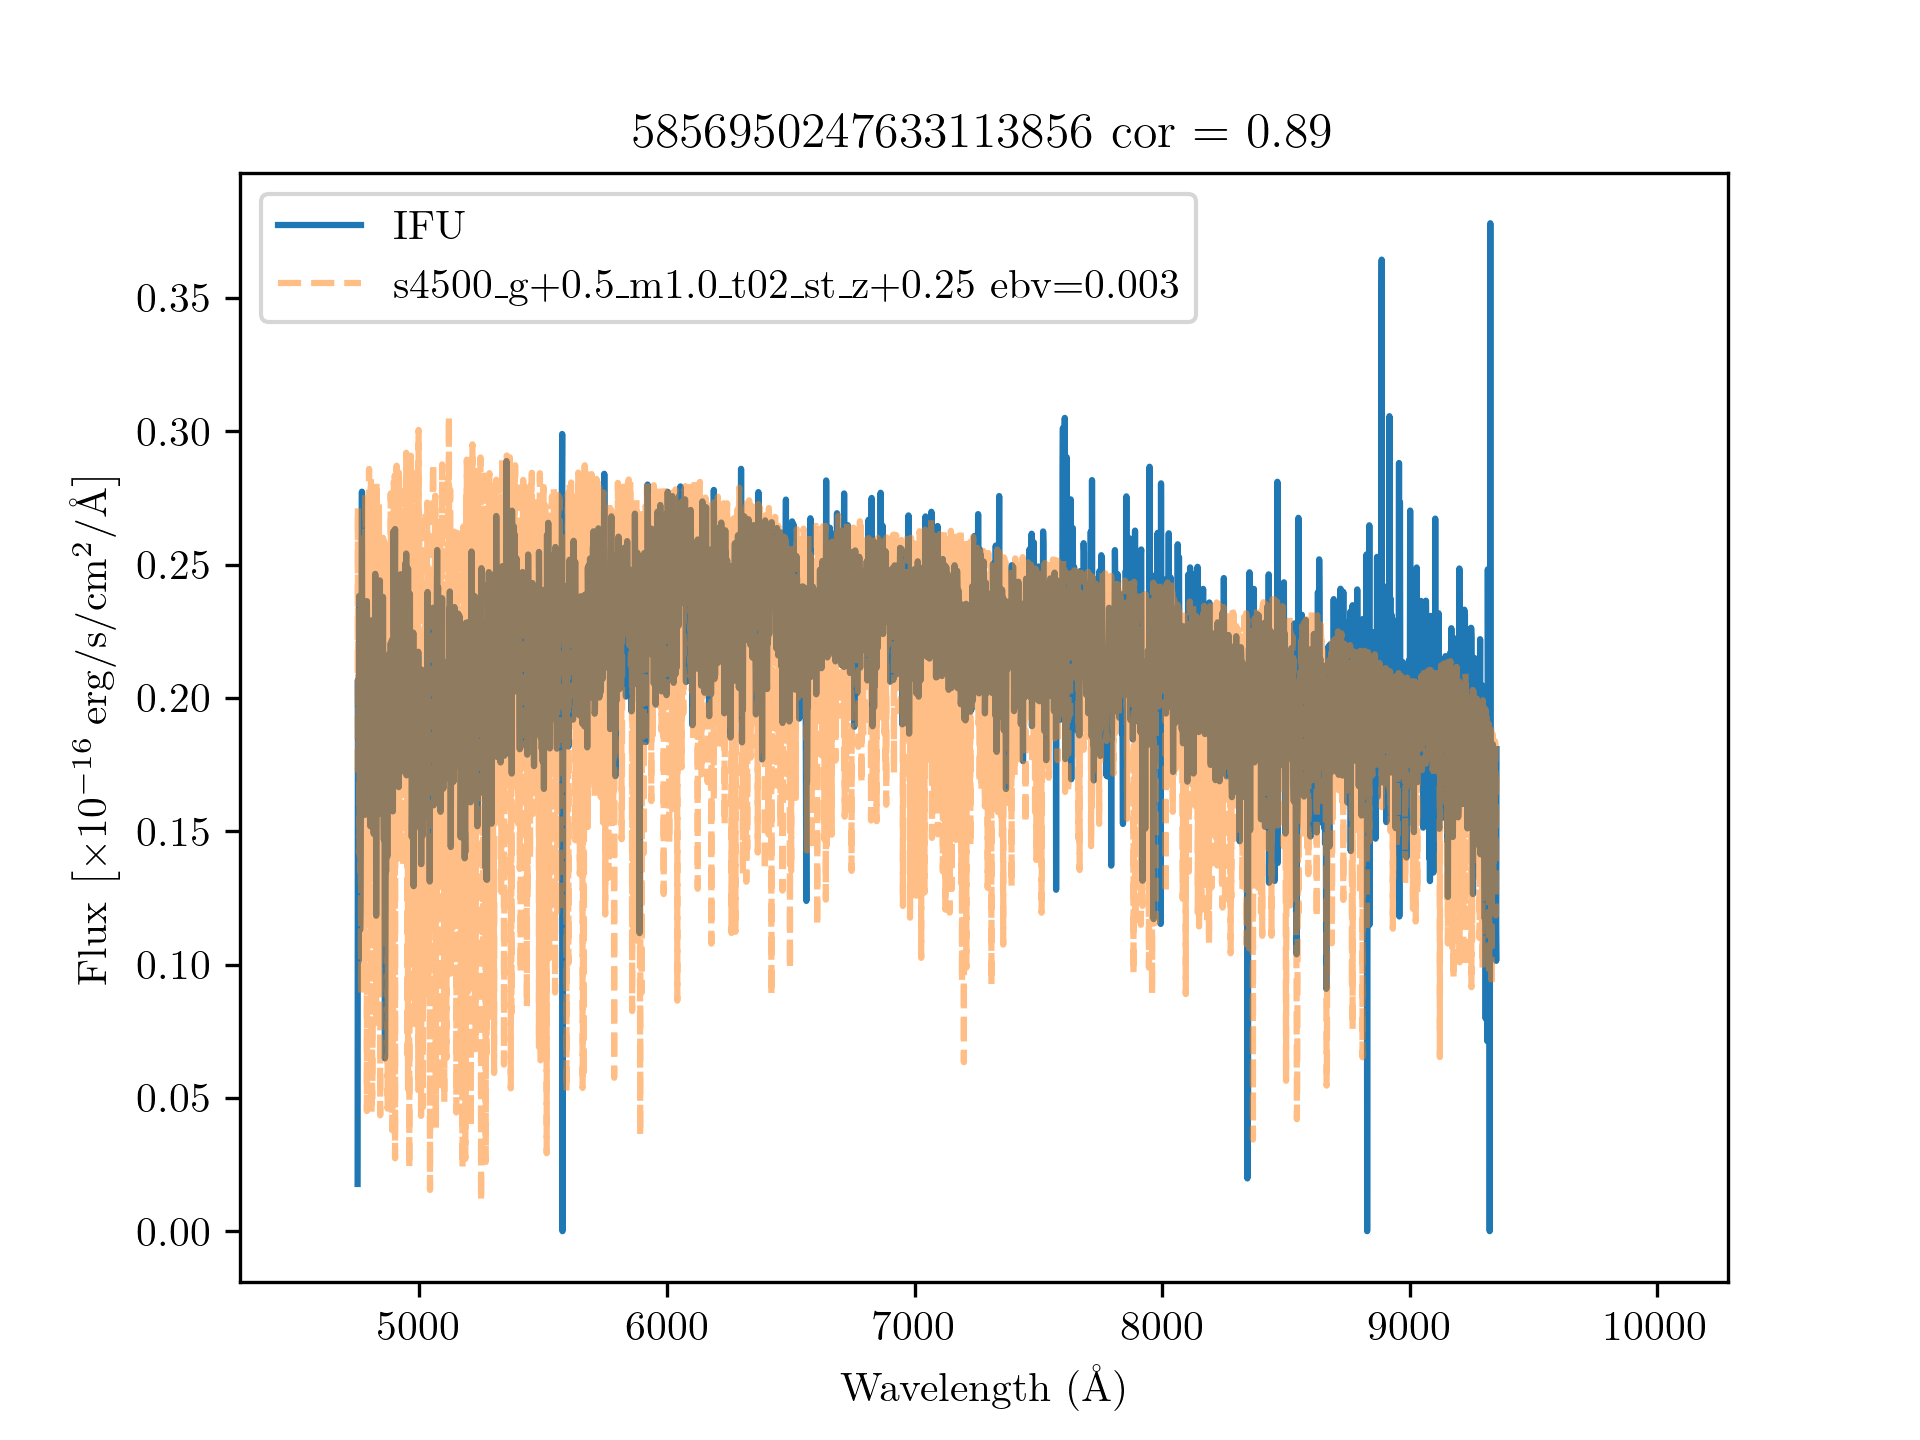 5856950247633113856 cor = 0.89
IFU
s4500_g+0.5_m1.0_t02_st_z+0.25 ebv=0.003
Flux [×10⁻¹⁶ erg/s/cm²/Å]
0.35
0.30
0.25
0.20
0.15
0.10
0.05
0.00
5000 6000 7000 8000 9000 10000
Wavelength (Å)